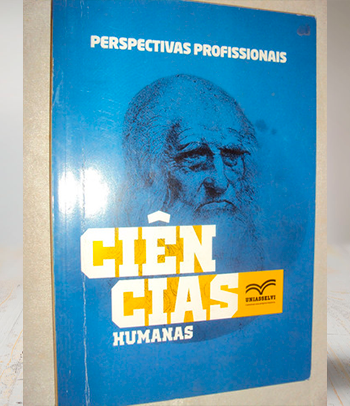 PERSPECTIVAS PROFISSIONAIS
CIÊN
CIAS
HUMANAS
UNIASSELVI